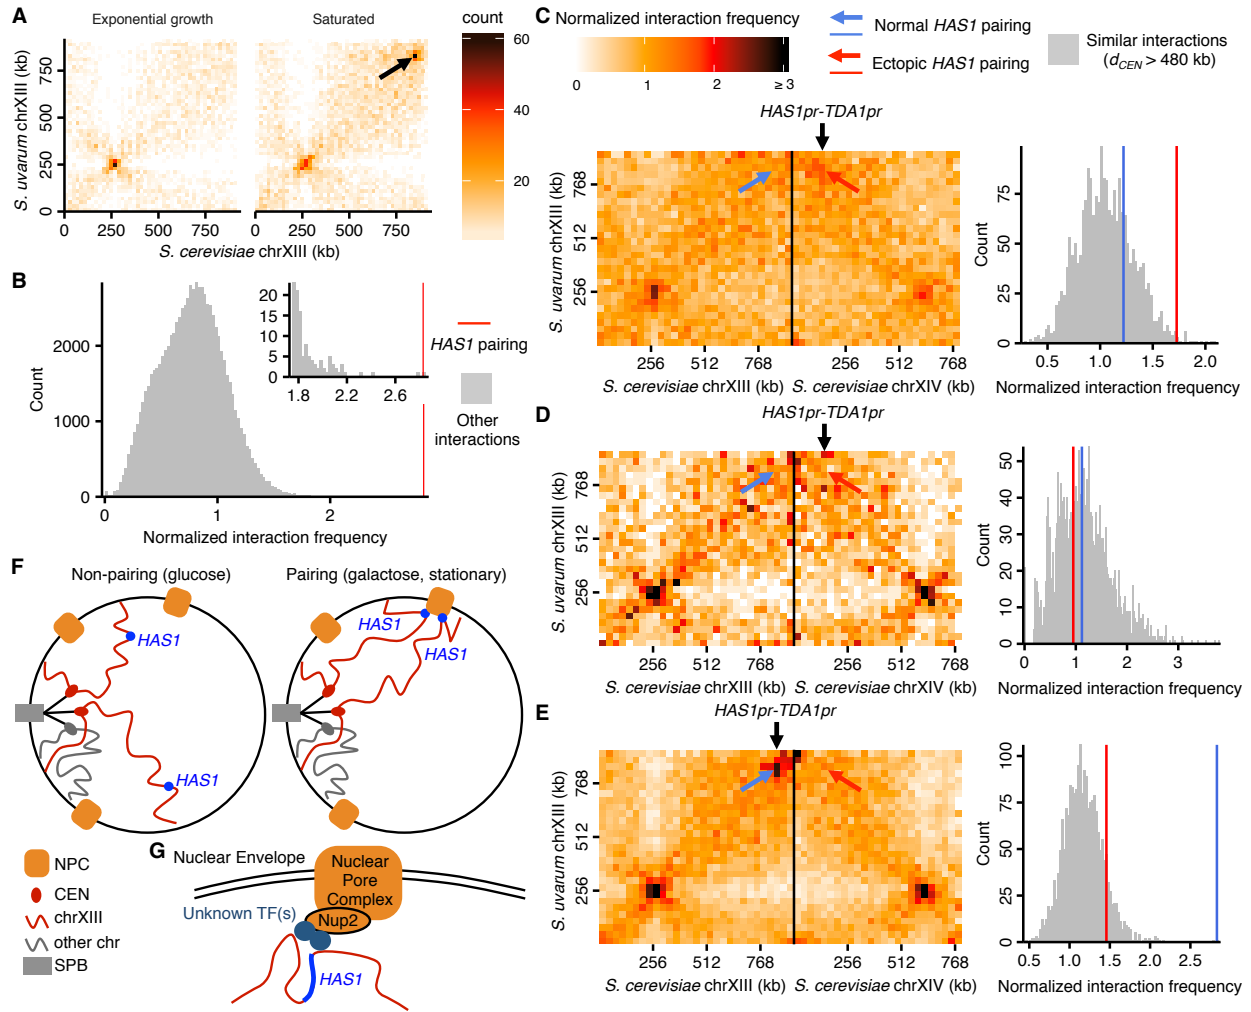 A
Exponential growth
Saturated
count
60
40
20
S. uvarum chrXIII (kb)
750
500
250
0
0 250 500 750
0 250 500 750
S. cerevisiae chrXIII (kb)
B
Count
2000
1000
0
20
15
10
5
0
1.8 2.2 2.6
0 1 2
Normalized interaction frequency
HAS1 pairing
Other
interactions
C
Normalized interaction frequency
0 1 2 ≥ 3
Normal HAS1 pairing
Ectopic HAS1 pairing
Similar interactions
(dCEN > 480 kb)
HAS1pr-TDA1pr
S. uvarum chrXIII (kb)
768
512
256
256 512 768 256 512 768
S. cerevisiae chrXIII (kb) S. cerevisiae chrXIV (kb)
Count
75
50
25
0
0.5 1.0 1.5 2.0
Normalized interaction frequency
D
HAS1pr-TDA1pr
S. uvarum chrXIII (kb)
768
512
256
256 512 768 256 512 768
S. cerevisiae chrXIII (kb) S. cerevisiae chrXIV (kb)
Count
50
40
30
20
10
0
0 1 2 3
Normalized interaction frequency
E
HAS1pr-TDA1pr
S. uvarum chrXIII (kb)
768
512
256
256 512 768 256 512 768
S. cerevisiae chrXIII (kb) S. cerevisiae chrXIV (kb)
Count
100
75
50
25
0
0.5 1.0 1.5 2.0 2.5
Normalized interaction frequency
F
Non-pairing (glucose)
Pairing (galactose, stationary)
HAS1
HAS1
HAS1
HAS1
NPC
CEN
chrXIII
other chr
SPB
G
Nuclear Envelope
Nuclear
Pore
Complex
Unknown TF(s)
Nup2
HAS1